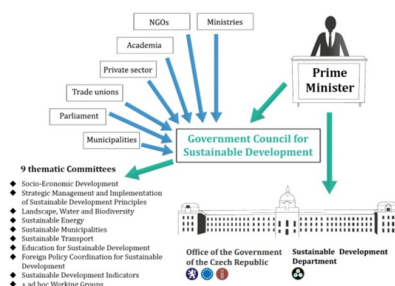 NGOs
Ministries
Academia
Private sector
Trade unions
Parliament
Municipalities
Prime
Minister
Government Council for
Sustainable Development
9 thematic Committees
◆ Socio-Economic Development
◆ Strategic Management and Implementation
of Sustainable Development Principles
◆ Landscape, Water and Biodiversity
◆ Sustainable Energy
◆ Sustainable Municipalities
◆ Sustainable Transport
◆ Education for Sustainable Development
◆ Foreign Policy Coordination for Sustainable
Development
◆ Sustainable Development Indicators
◆ + ad hoc Working Groups
Office of the Government
of the Czech Republic
Sustainable Development
Department